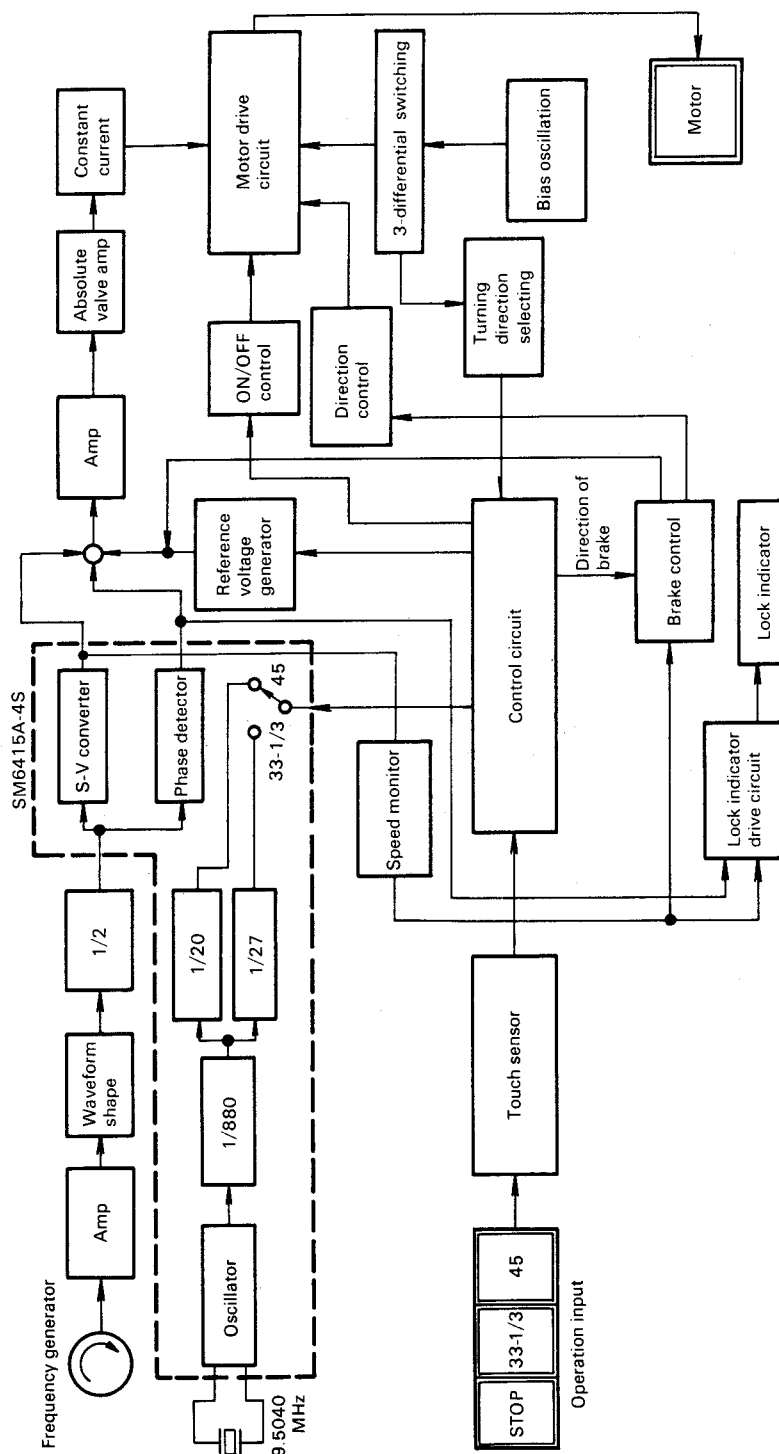 Frequency generator
Amp
Waveform
shape
1/2
SM6415A-4S
S-V converter
Phase detector
Amp
Absolute
valve amp
Constant
current
9.5040
MHz
Oscillator
1/880
1/20
1/27
33-1/3
45
Reference
voltage
generator
ON/OFF
control
Motor drive
circuit
Speed monitor
Direction
control
3-differential switching
Control circuit
Turning
direction
selecting
Bias oscillation
STOP
33-1/3
45
Operation input
Touch sensor
Direction of
brake
Brake control
Lock indicator
drive circuit
Lock indicator
Motor